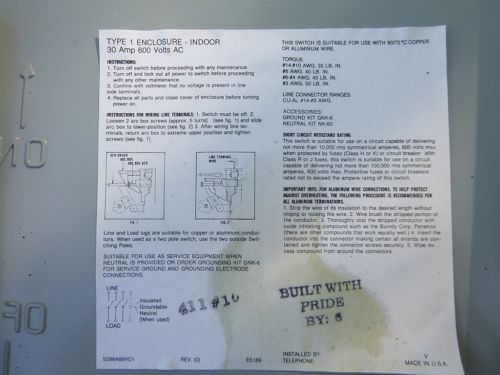 TYPE 1 ENCLOSURE - INDOOR
30 Amp 600 Volts AC
INSTRUCTIONS:
1. Turn off switch before proceeding with any maintenance.
2. Turn off and lock out all power to switch before proceeding
with any other maintenance.
3. Confirm with voltmeter that no voltage is present in line
side terminals.
4. Replace all parts and close cover of enclosure before turning
power on.
INSTRUCTIONS FOR WIRING LINE TERMINALS: 1. Switch must be off. 2.
Loosen 2 arc box screws (approx. 5 turns) (see fig. 1) and slide
arc box to lower-position (see fig. 2) 3. After wiring line ter-
minals, return arc box to extreme upper position and tighten
screws (fig. 1).
SCR DRIVER
ARC BOX
ARC BOX SCR
FIG. 1
LINE TERMINAL
WIRE
FIG. 2
Line and Load lugs are suitable for copper or aluminum conduc-
tors. When used as a two pole switch, use the two outside Swit-
ching Poles.
SUITABLE FOR USE AS SERVICE EQUIPMENT WHEN
NEUTRAL IS PROVIDED OR ORDER GROUNDING KIT GNK-6
FOR SERVICE GROUND AND GROUNDING ELECTRODE
CONNECTIONS.
LINE
Insulated
Groundable
Neutral
(When used)
LOAD
5098A88H01
REV. (0)
E5189
411 #10
THIS SWITCH IS SUITABLE FOR USE WITH 60/75°C COPPER
OR ALUMINUM WIRE.
TORQUE
#14-#10 AWG, 35 LB. IN.
#8 AWG, 40 LB. IN.
#6-#4 AWG, 45 LB. IN.
#3 AWG, 50 LB. IN.
LINE CONNECTOR RANGES
CU-AL #14-#3 AWG.
ACCESSORIES:
GROUND KIT GNK-6
NEUTRAL KIT NK-60
SHORT CIRCUIT WITHSTAND RATING
This switch is suitable for use on a circuit capable of delivering
not more than 10,000 rms symmetrical amperes, 600 volts max.
when protected by fuses (Class H or K) or circuit breaker. With
Class R or J fuses, this switch is suitable for use on a circuit
capable of delivering not more than 100,000 rms symmetrical
amperes, 600 volts max. Protective fuses or circuit breakers
rated not to exceed the ampere rating of this switch.
IMPORTANT INFO. FOR ALUMINUM WIRE CONNECTIONS. TO HELP PROTECT
AGAINST OVERHEATING, THE FOLLOWING PROCEDURE IS RECOMMENDED FOR
ALL ALUMINUM TERMINATIONS.
1. Strip the wire of its insulation to the desired length without
ringing or nicking the wire. 2. Wire brush the stripped portion of
the conductor. 3. Thoroughly coat the stripped conductor with
oxide inhibiting compound such as the Burndy Corp. Penetrox
(there are other compounds that work equally well.) 4. Insert the
conductor into the connector making certain all strands are con-
tained and tighten the connector screws securely. 5. Wipe ex-
cess compound from around the connectors.
BUILT WITH
PRIDE
BY: 6
INSTALLED BY
TELEPHONE
V
MADE IN U.S.A.
ON
OF